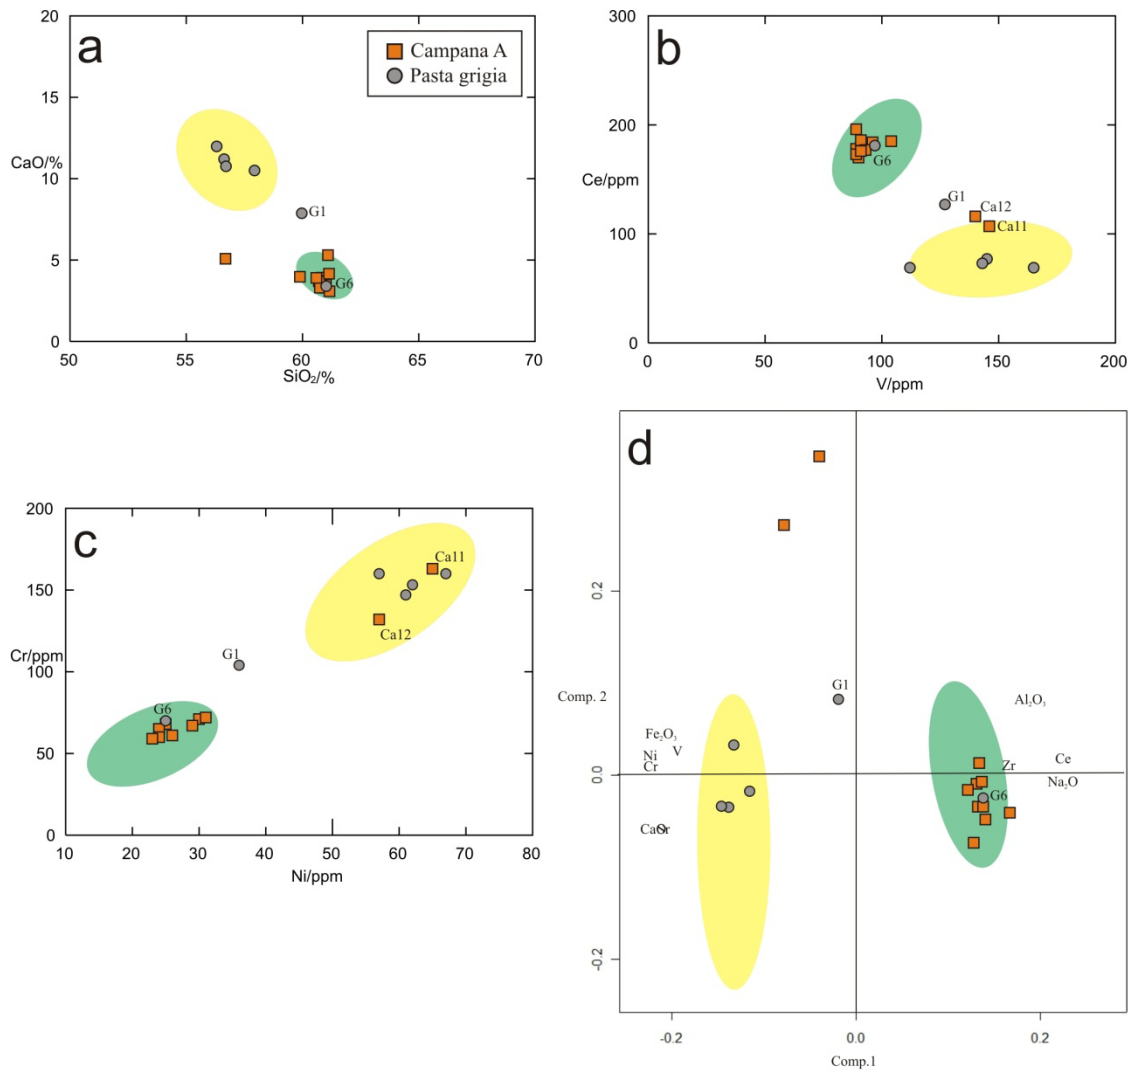 a
20
15
CaO/%
10
5
0
50
55
60
65
70
SiO₂/%
Campana A
Pasta grigia
G1
G6
b
300
200
Ce/ppm
100
0
0
50
100
150
200
V/ppm
G6
G1
Ca12
Ca11
c
200
150
Cr/ppm
100
50
0
10
20
30
40
50
60
70
80
Ni/ppm
Ca11
Ca12
G1
G6
d
0.2
Comp. 2
0.0
-0.2
-0.2
0.0
0.2
Comp.1
G1
Al₂O₃
Fe₂O₃
Ni
V
Cr
Zr
Ce
Na₂O
G6
CaO
Sr